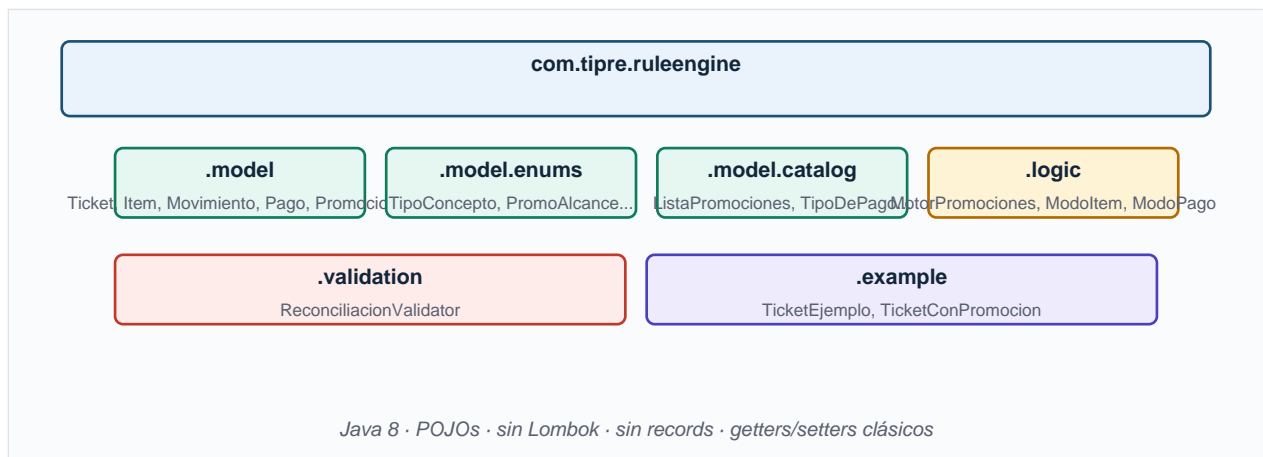 com.tipre.ruleengine
.model
.model.enums
.model.catalog
.logic
Ticket, Item, Movimiento, Pago, Promocio
TipoConcepto, PromoAlcance...
ListaPromociones, TipoDePago
MotorPromociones, ModoItem, ModoPago
.validation
.example
ReconciliacionValidator
TicketEjemplo, TicketConPromocion
Java 8 · POJOs · sin Lombok · sin records · getters/setters clásicos